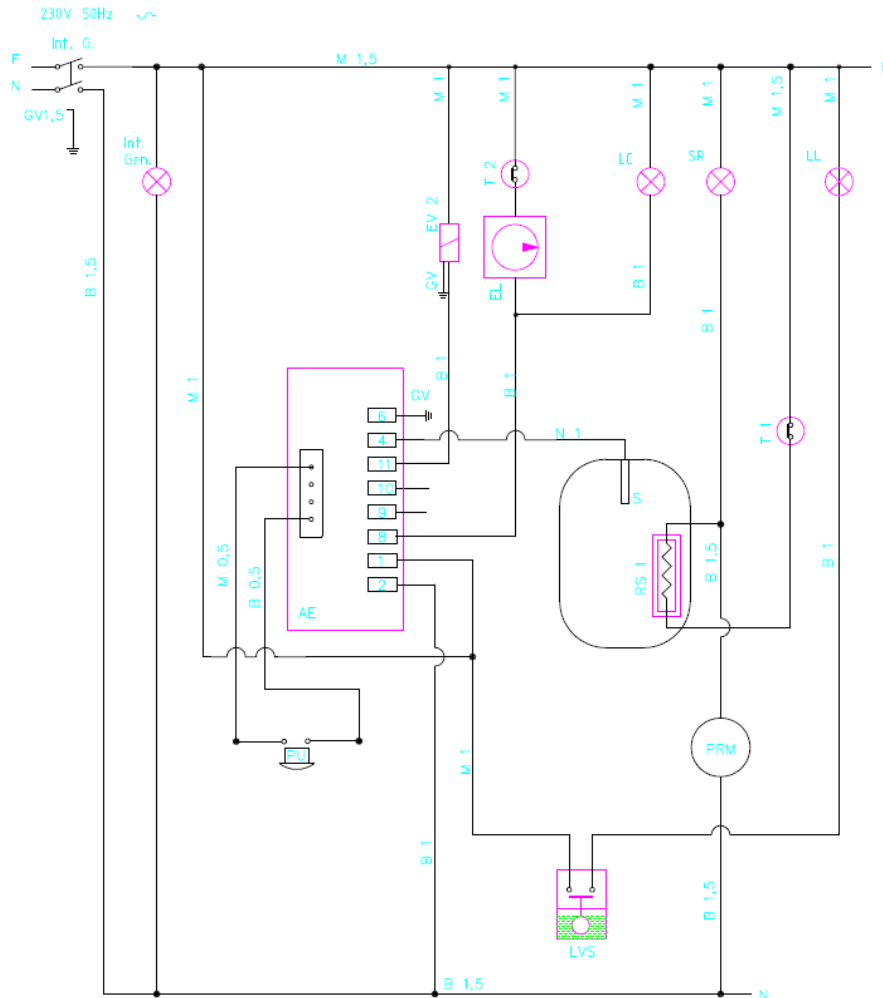 230V 50Hz
Int. G.
F
M 1,5
N
GV1,5
M 1
M 1
M 1
M 1
M 1,5
M 1
Int.
Gen.
T 2
LC
SR
LL
EV 2
B 1,5
GV
EL
B 1
B 1
M 1
B 1
B 1
GV
6
4
N 1
T 1
11
10
S
9
8
M 0,5
B 0,5
1
RS 1
B 1,5
B 1
2
AE
PU
M 1
PRM
B 1
B 1,5
LVS
B 1,5
N